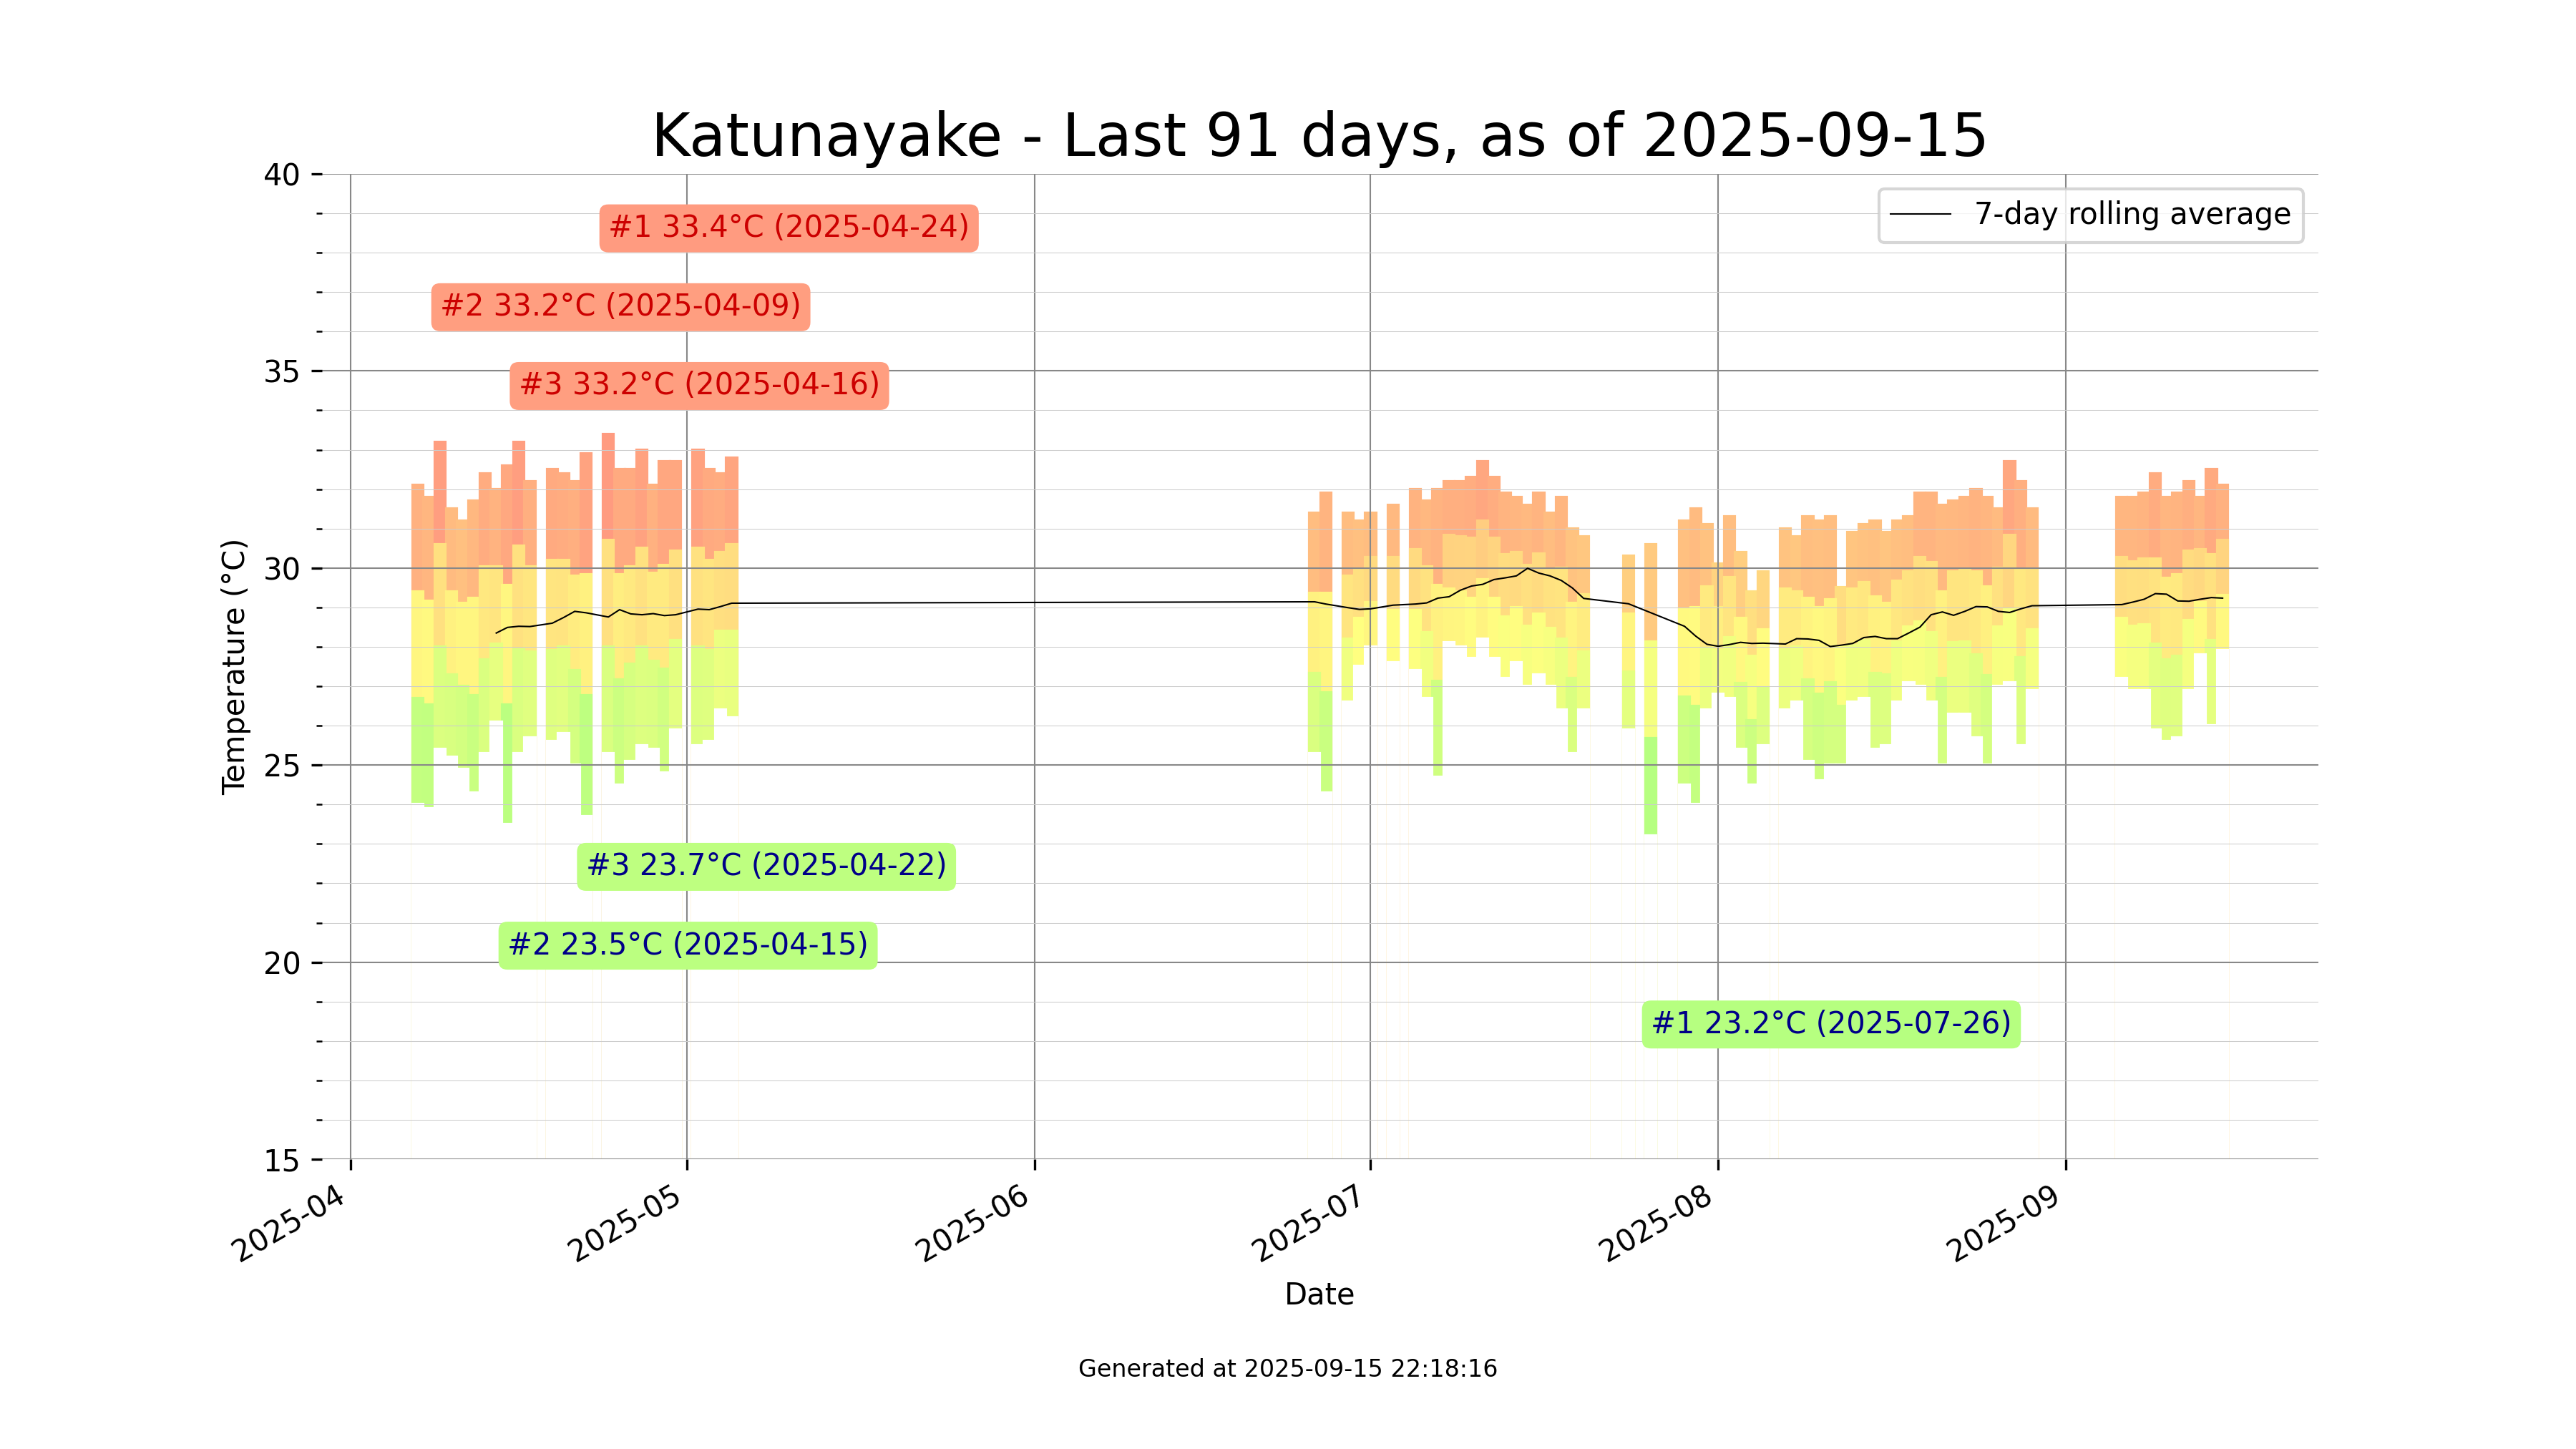 Katunayake - Last 91 days, as of 2025-09-15
40
35
30
25
20
15
Temperature (°C)
7-day rolling average
#1 33.4°C (2025-04-24)
#2 33.2°C (2025-04-09)
#3 33.2°C (2025-04-16)
#3 23.7°C (2025-04-22)
#2 23.5°C (2025-04-15)
#1 23.2°C (2025-07-26)
2025-04
2025-05
2025-06
2025-07
2025-08
2025-09
Date
Generated at 2025-09-15 22:18:16